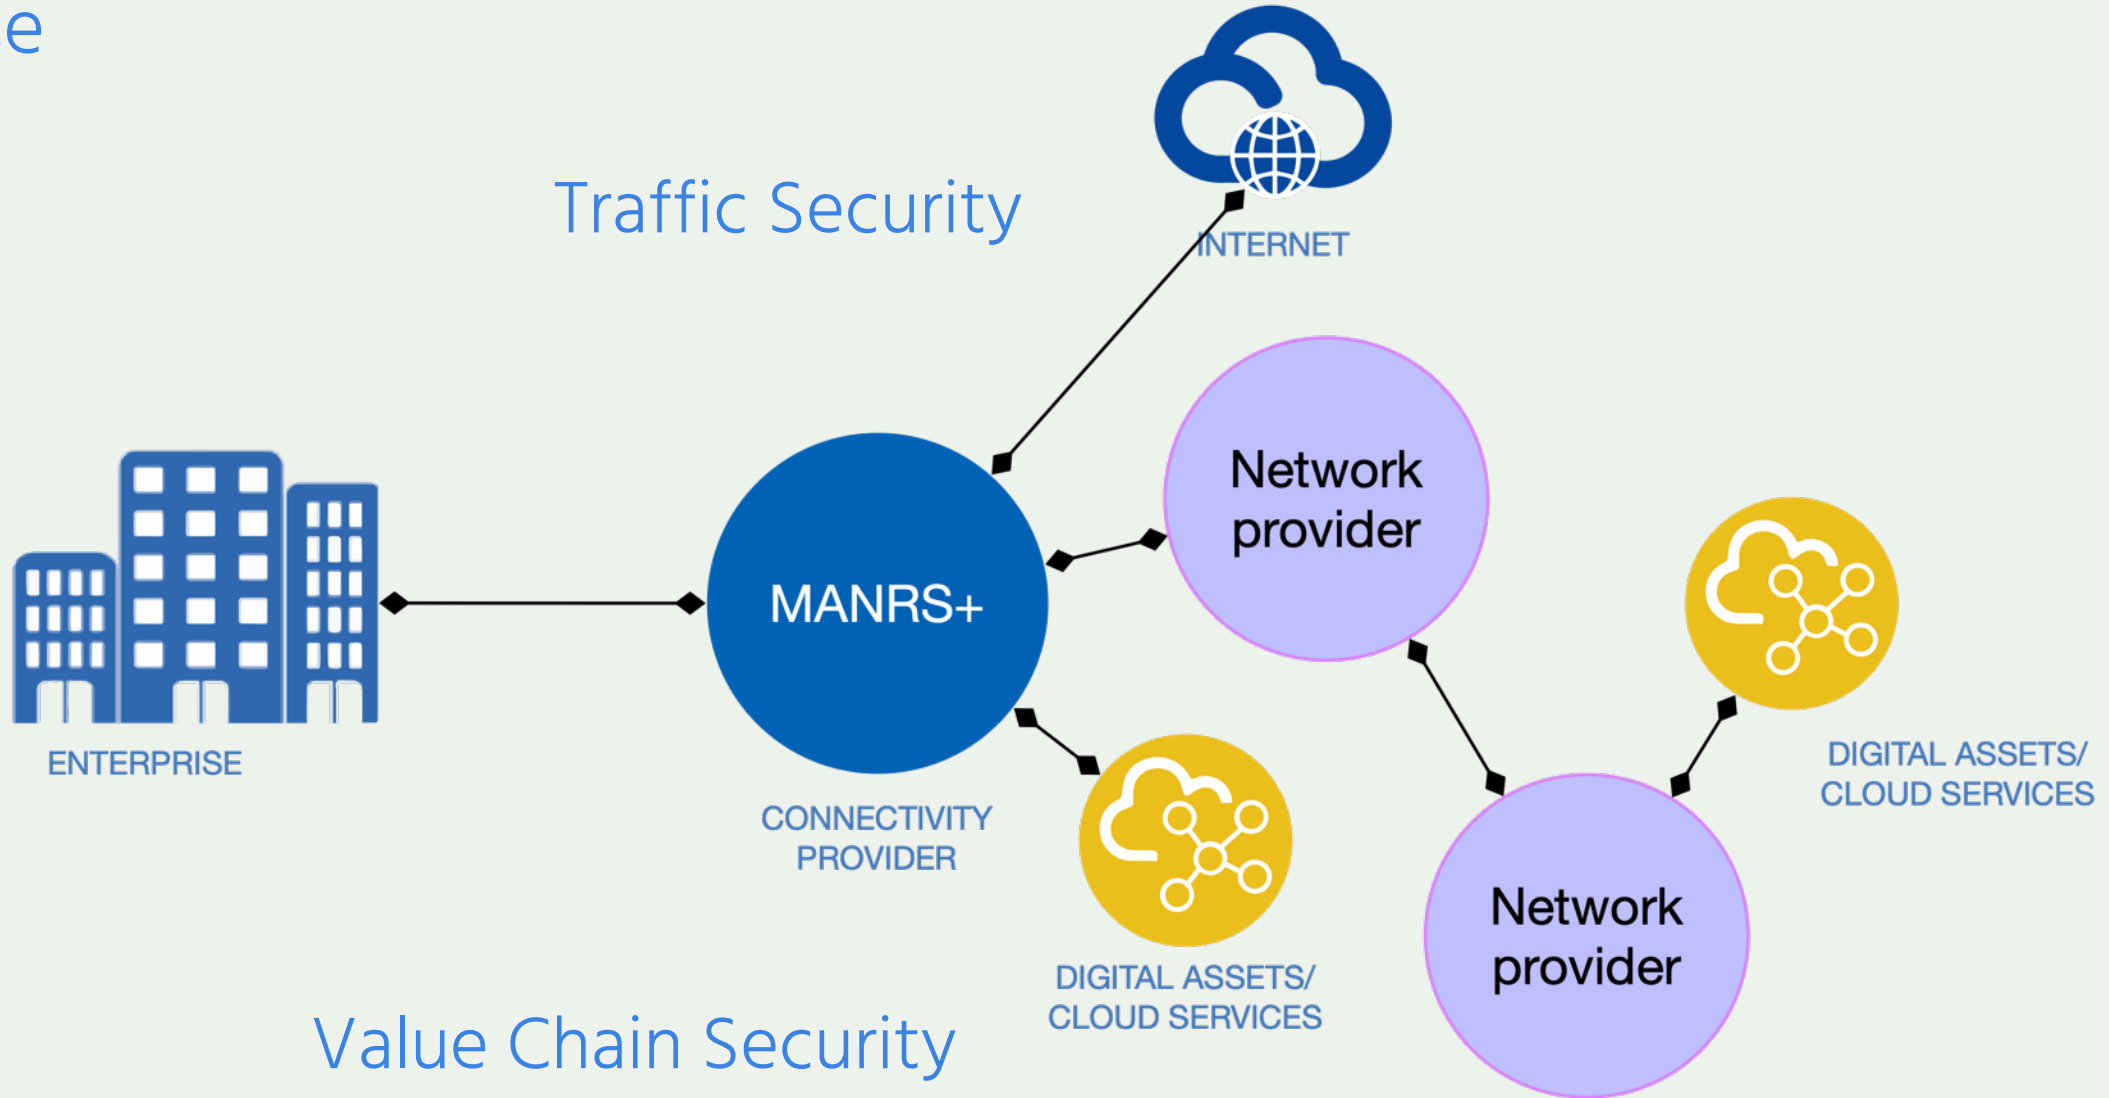 Traffic Security
INTERNET
Network
provider
MANRS+
ENTERPRISE
CONNECTIVITY
PROVIDER
DIGITAL ASSETS/
CLOUD SERVICES
DIGITAL ASSETS/
CLOUD SERVICES
Network
provider
Value Chain Security